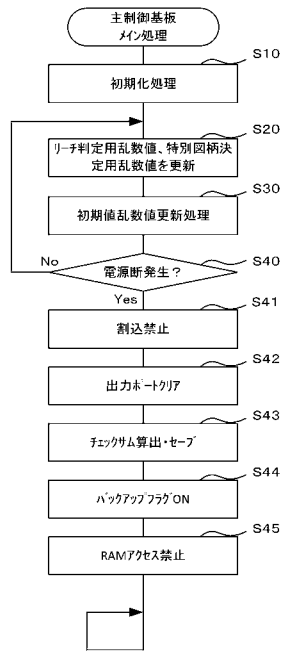 主制御基板
メイン処理
S10
初期化処理
S20
リーチ判定用乱数値、特別図柄決
定用乱数値を更新
S30
初期値乱数値更新処理
S40
No
電源断発生?
Yes
S41
割込禁止
S42
出力ポートクリア
S43
チェックサム算出・セーブ
S44
バックアップフラグON
S45
RAMアクセス禁止